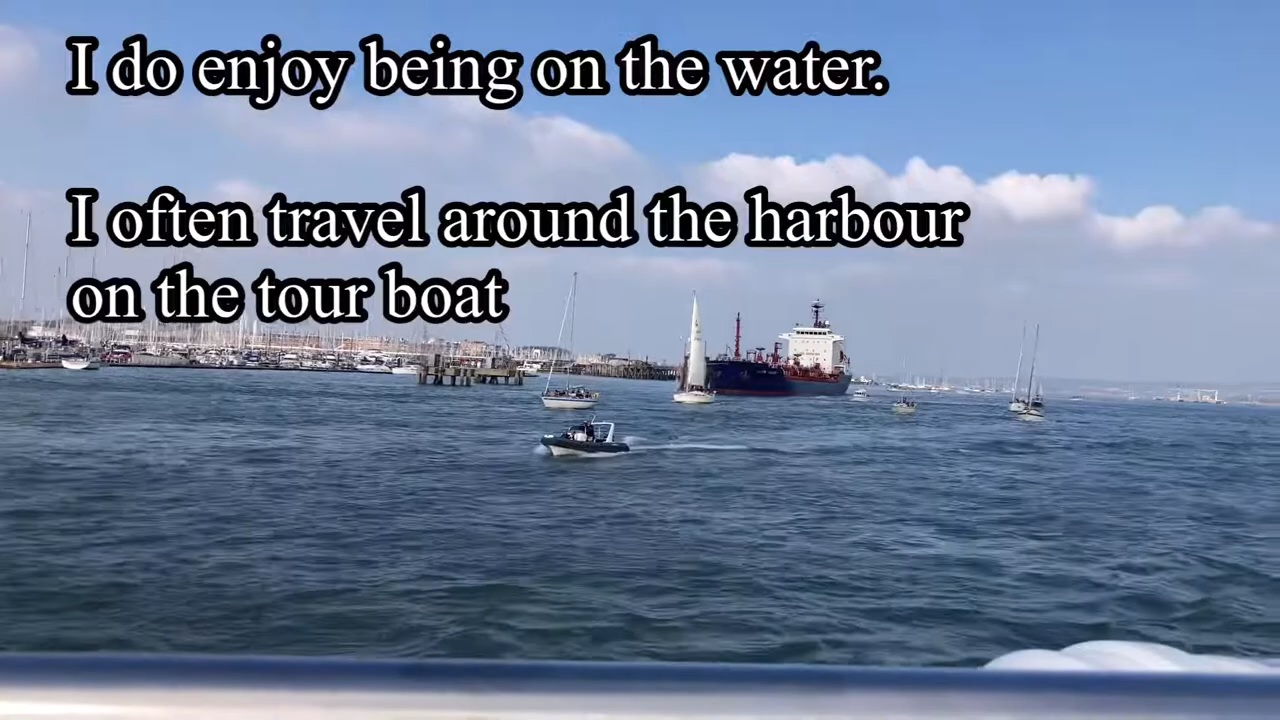 I do enjoy being on the water.
I often travel around the harbour
on the tour boat